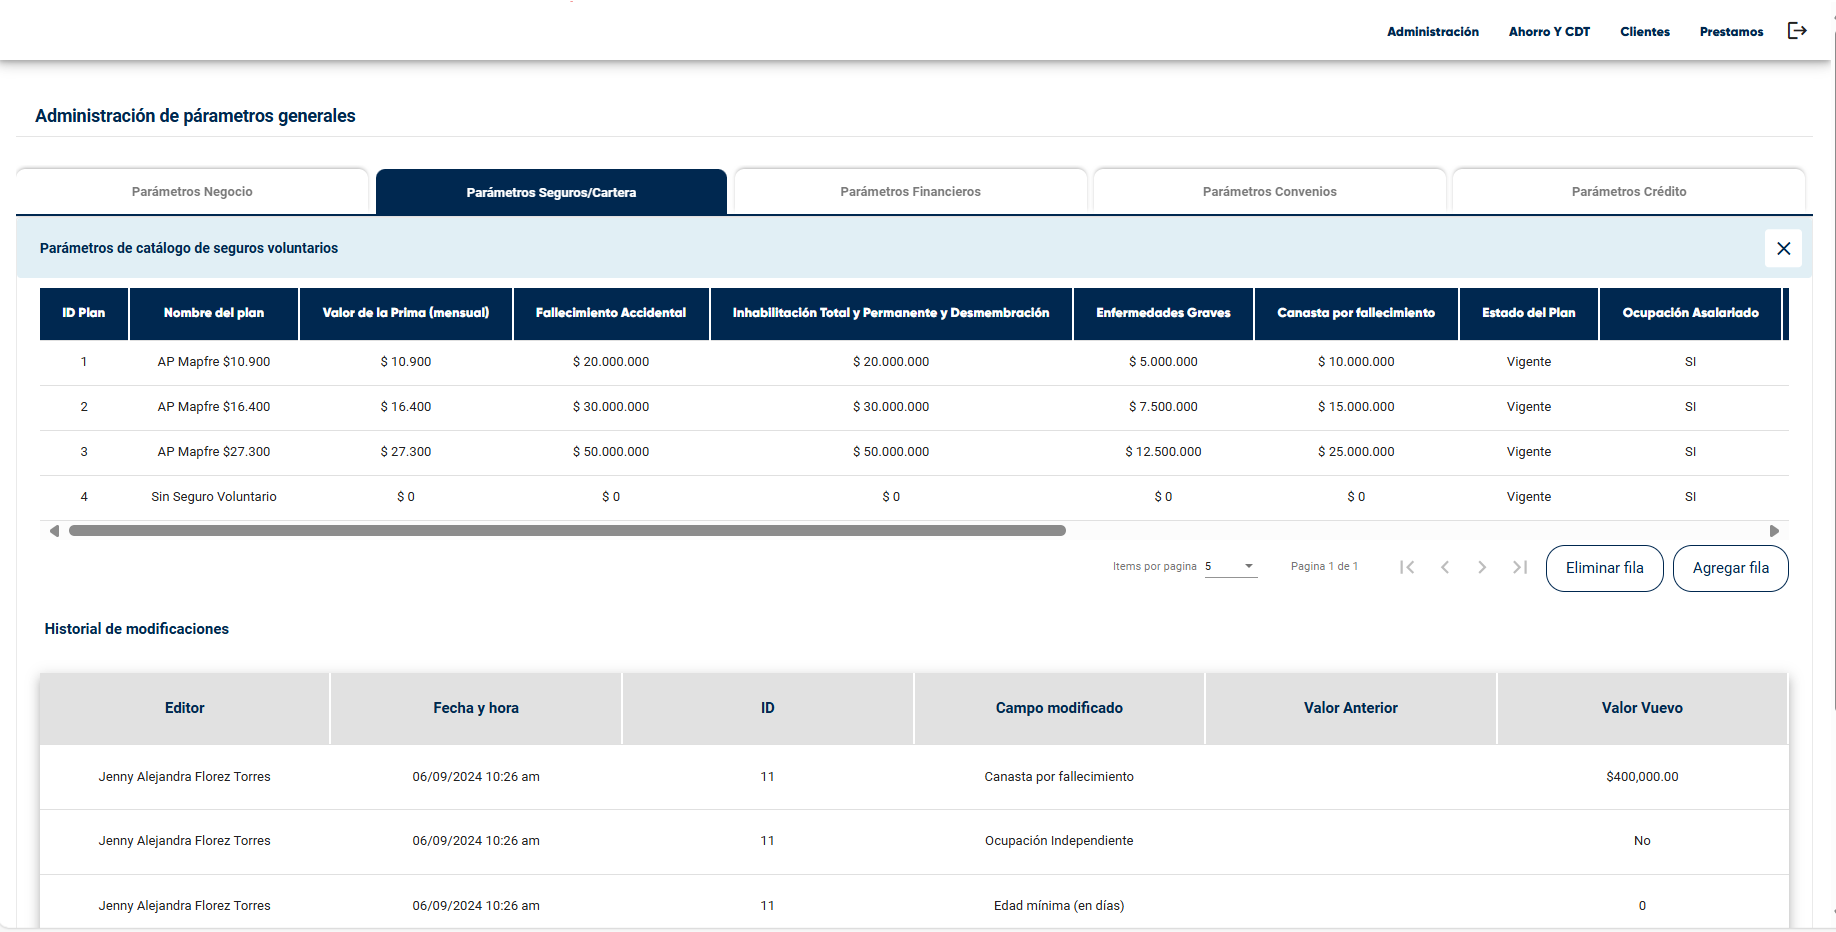 Administración Ahorro Y CDT Clientes Prestamos
Administración de párametros generales
Parámetros Negocio Parámetros Seguros/Cartera Parámetros Financieros Parámetros Convenios Parámetros Crédito
Parámetros de catálogo de seguros voluntarios
ID Plan Nombre del plan Valor de la Prima (mensual) Fallecimiento Accidental Inhabilitación Total y Permanente y Desmembración Enfermedades Graves Canasta por fallecimiento Estado del Plan Ocupación Asalariado
1 AP Mapfre $10.900 $ 10.900 $ 20.000.000 $ 20.000.000 $ 5.000.000 $ 10.000.000 Vigente SI
2 AP Mapfre $16.400 $ 16.400 $ 30.000.000 $ 30.000.000 $ 7.500.000 $ 15.000.000 Vigente SI
3 AP Mapfre $27.300 $ 27.300 $ 50.000.000 $ 50.000.000 $ 12.500.000 $ 25.000.000 Vigente SI
4 Sin Seguro Voluntario $ 0 $ 0 $ 0 $ 0 $ 0 Vigente SI
Items por pagina 5 Pagina 1 de 1 Eliminar fila Agregar fila
Historial de modificaciones
Editor Fecha y hora ID Campo modificado Valor Anterior Valor Vuevo
Jenny Alejandra Florez Torres 06/09/2024 10:26 am 11 Canasta por fallecimiento $400,000.00
Jenny Alejandra Florez Torres 06/09/2024 10:26 am 11 Ocupación Independiente No
Jenny Alejandra Florez Torres 06/09/2024 10:26 am 11 Edad mínima (en días) 0